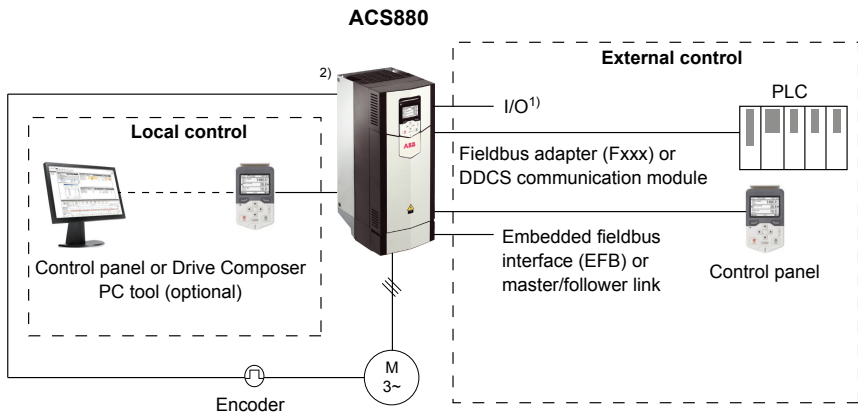 ACS880
2)
External control
I/O1)
PLC
Local control
ABB
Fieldbus adapter (Fxxx) or
DDCS communication module
Control panel or Drive Composer
PC tool (optional)
Embedded fieldbus
interface (EFB) or
master/follower link
Control panel
M
3~
Encoder